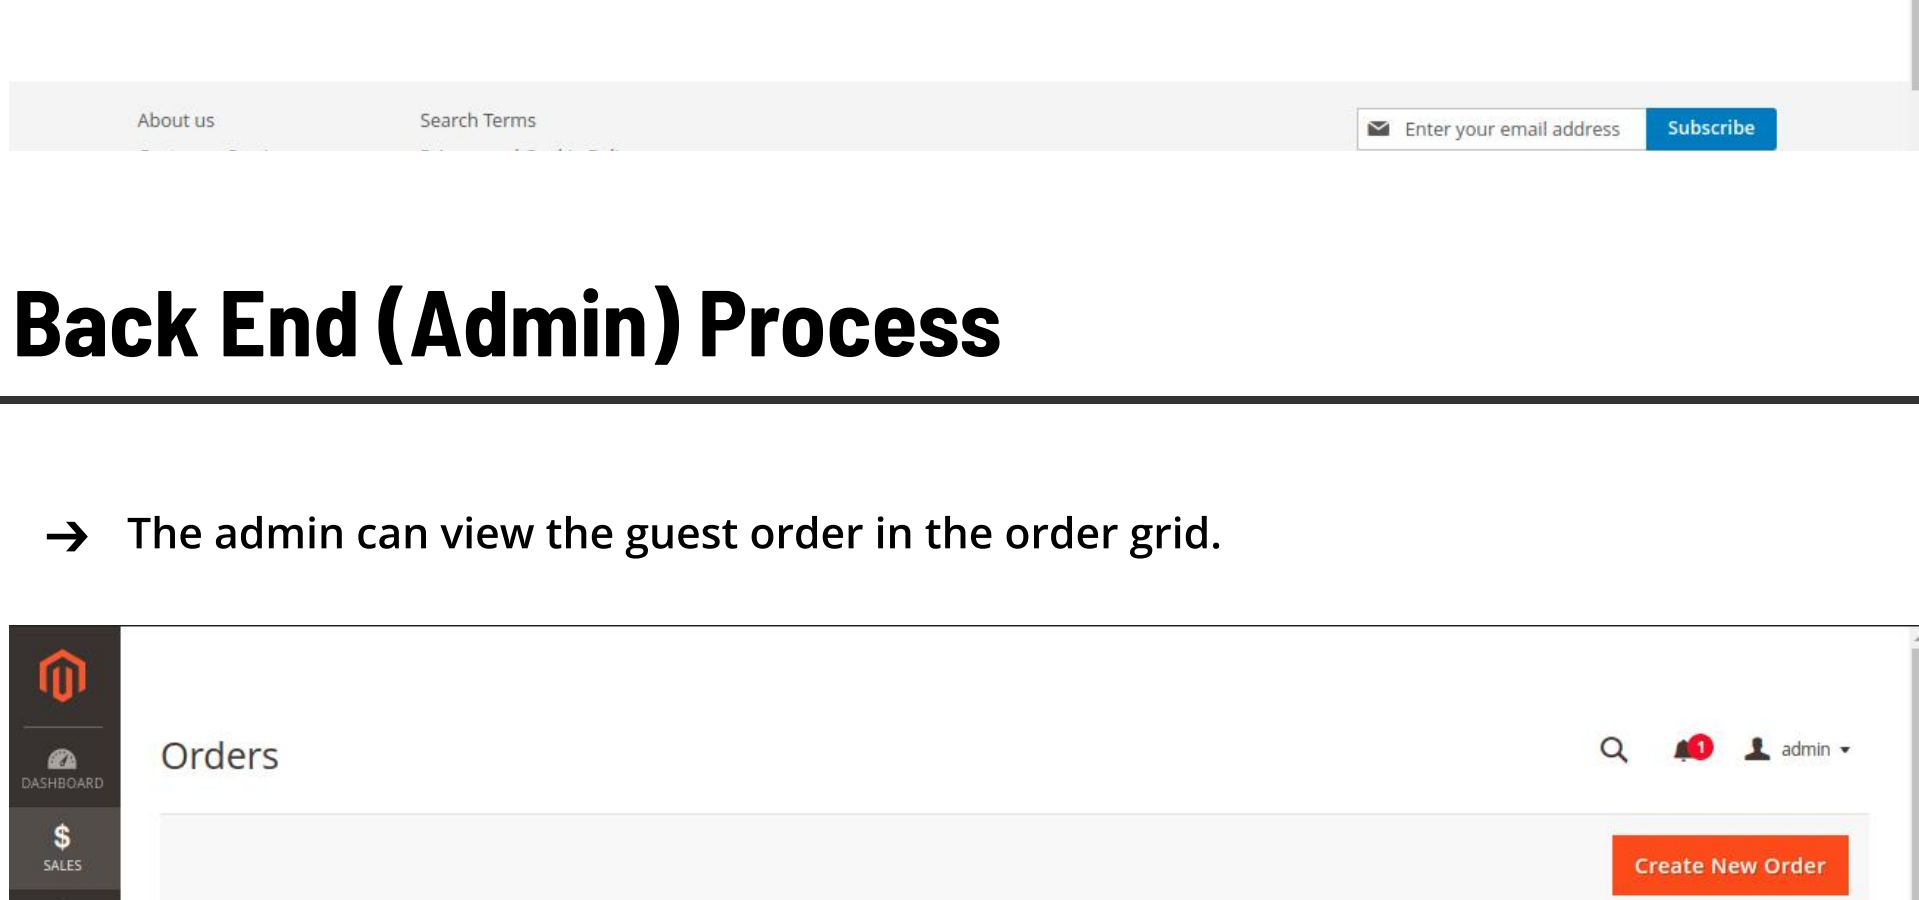 About us
Search Terms
Enter your email address
Subscribe
Back End (Admin) Process
→ The admin can view the guest order in the order grid.
Orders
1
admin
DASHBOARD
$
SALES
Create New Order